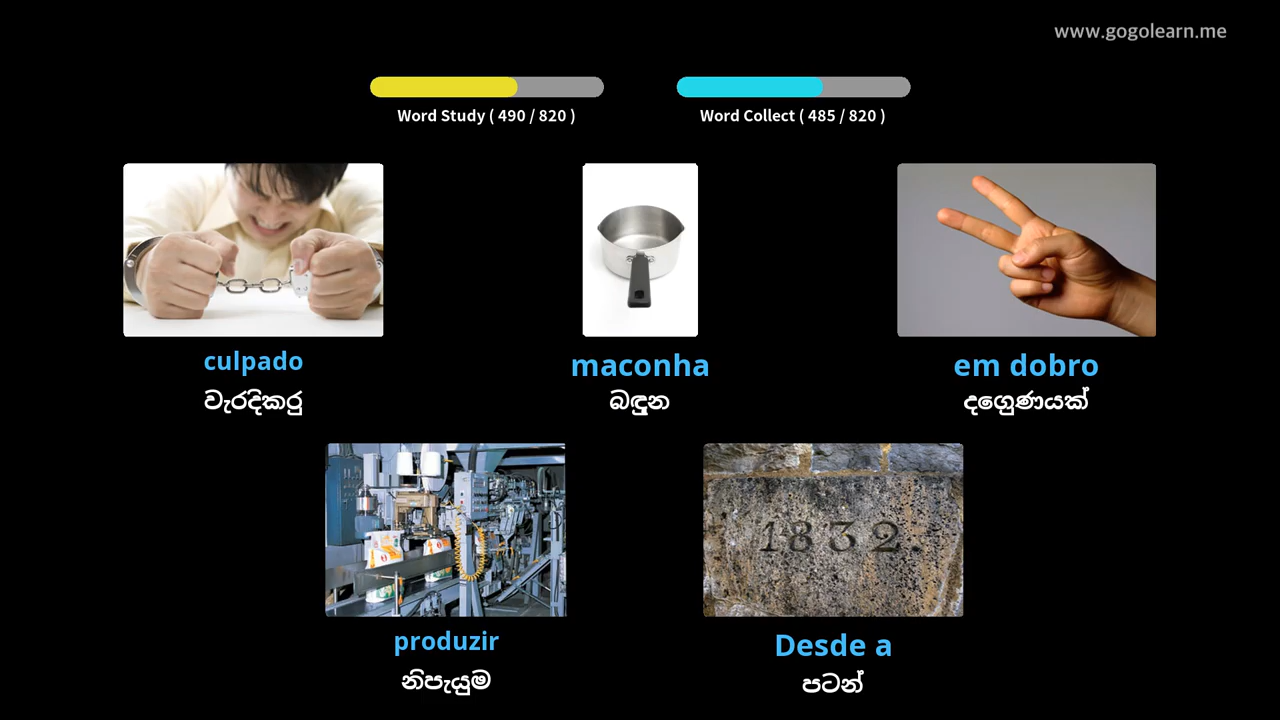 www.gogolearn.me
Word Study ( 490 / 820 )
Word Collect ( 485 / 820 )
culpado
වැරදිකරු
maconha
බඳුන
em dobro
දෙගුණයක්
1832.
produzir
නිපැයුම
Desde a
පටන්